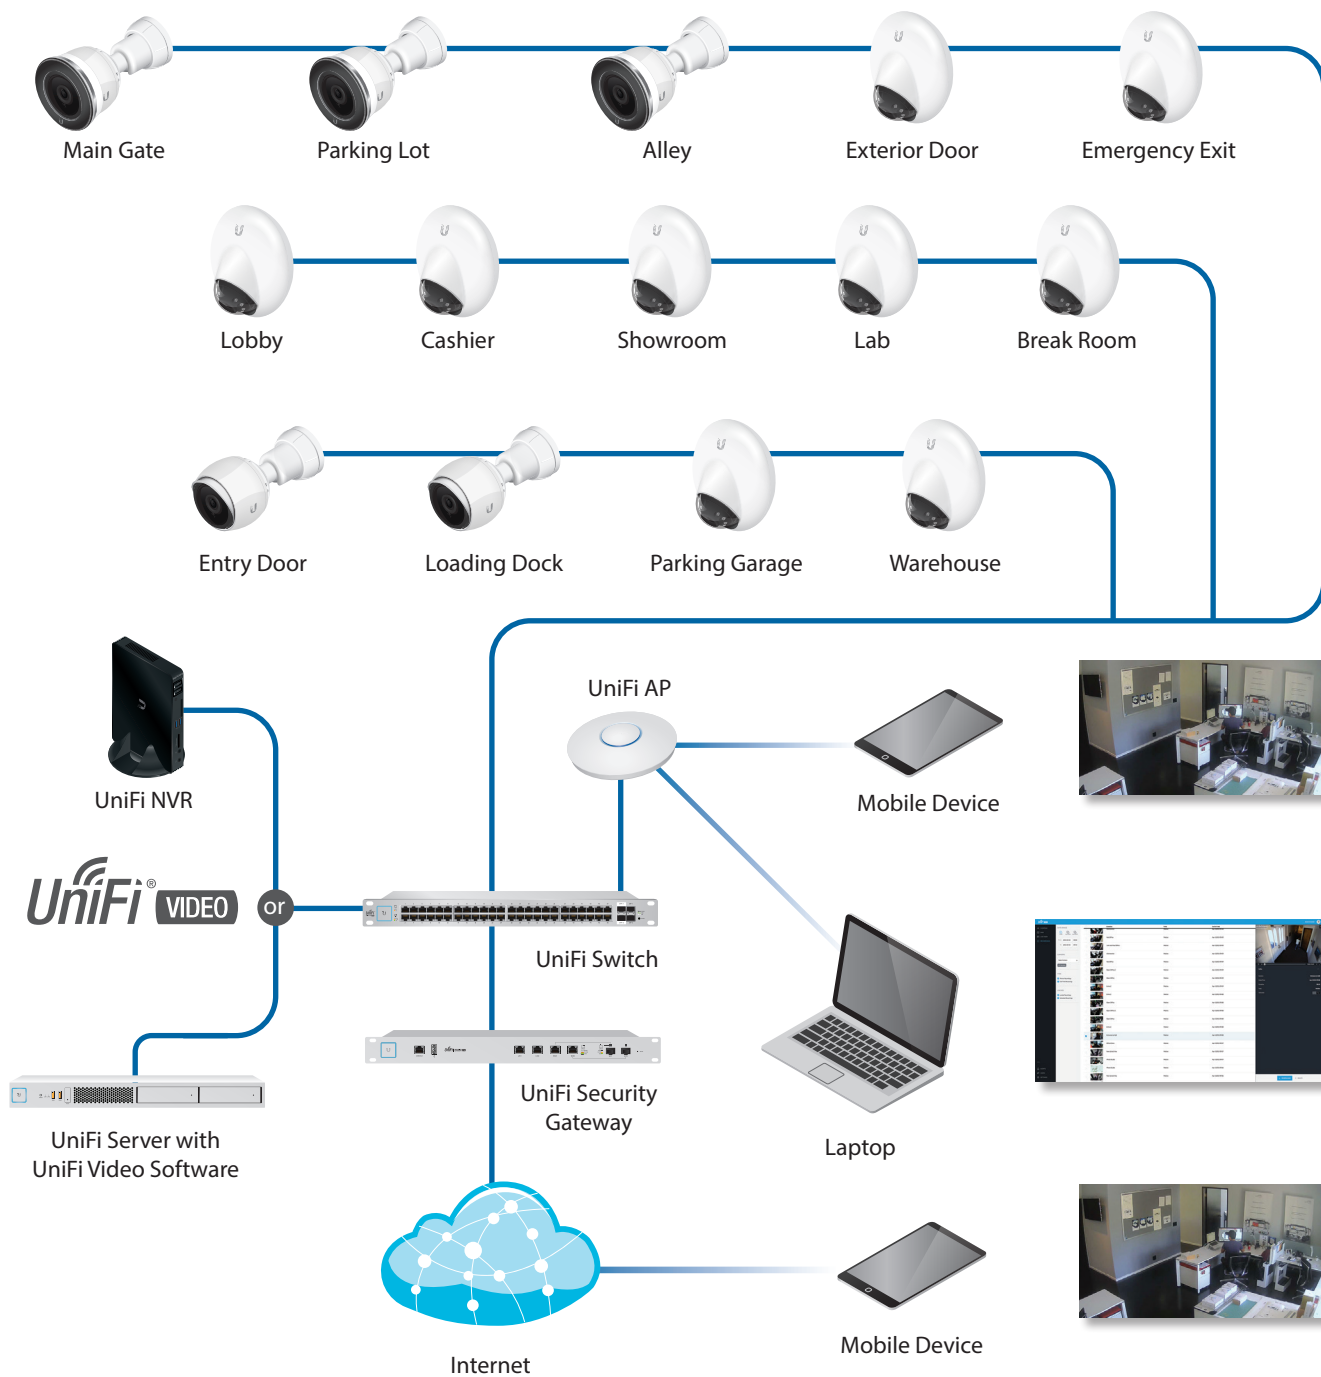 Main Gate
Parking Lot
Alley
Exterior Door
Emergency Exit
Lobby
Cashier
Showroom
Lab
Break Room
Entry Door
Loading Dock
Parking Garage
Warehouse
UniFi AP
UniFi NVR
Mobile Device
UniFi® VIDEO
or
UniFi Switch
UniFi Security
Gateway
UniFi Server with
UniFi Video Software
Laptop
Internet
Mobile Device